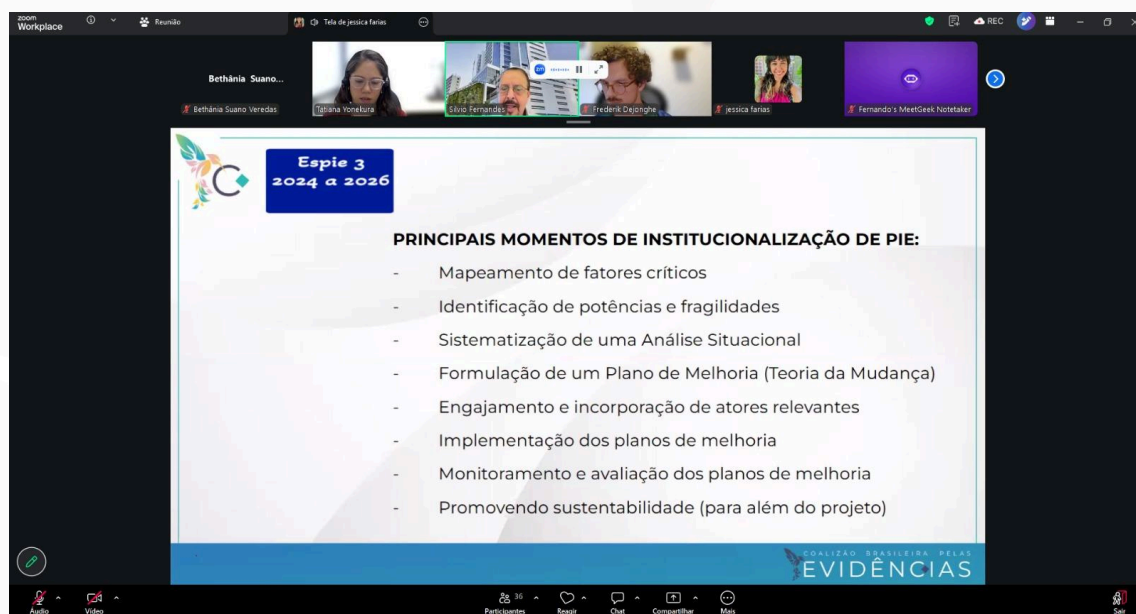 zoom
Workplace
Reunião
Tela de jessica farias
REC
Bethânia Suano...
Bethânia Suano Veredas
Tatiana Yonekura
Silvio Fernandes
zm
Frederik Dejonghe
jessica farias
Fernando's MeetGeek Notetaker
C
Espie 3
2024 a 2026
PRINCIPAIS MOMENTOS DE INSTITUCIONALIZAÇÃO DE PIE:
- Mapeamento de fatores críticos
- Identificação de potências e fragilidades
- Sistematização de uma Análise Situacional
- Formulação de um Plano de Melhoria (Teoria da Mudança)
- Engajamento e incorporação de atores relevantes
- Implementação dos planos de melhoria
- Monitoramento e avaliação dos planos de melhoria
- Promovendo sustentabilidade (para além do projeto)
COALIZÃO BRASILEIRA PELAS
EVIDÊNCIAS
Áudio
Vídeo
36
Participantes
Reagir
Chat
Compartilhar
Mais
Sair